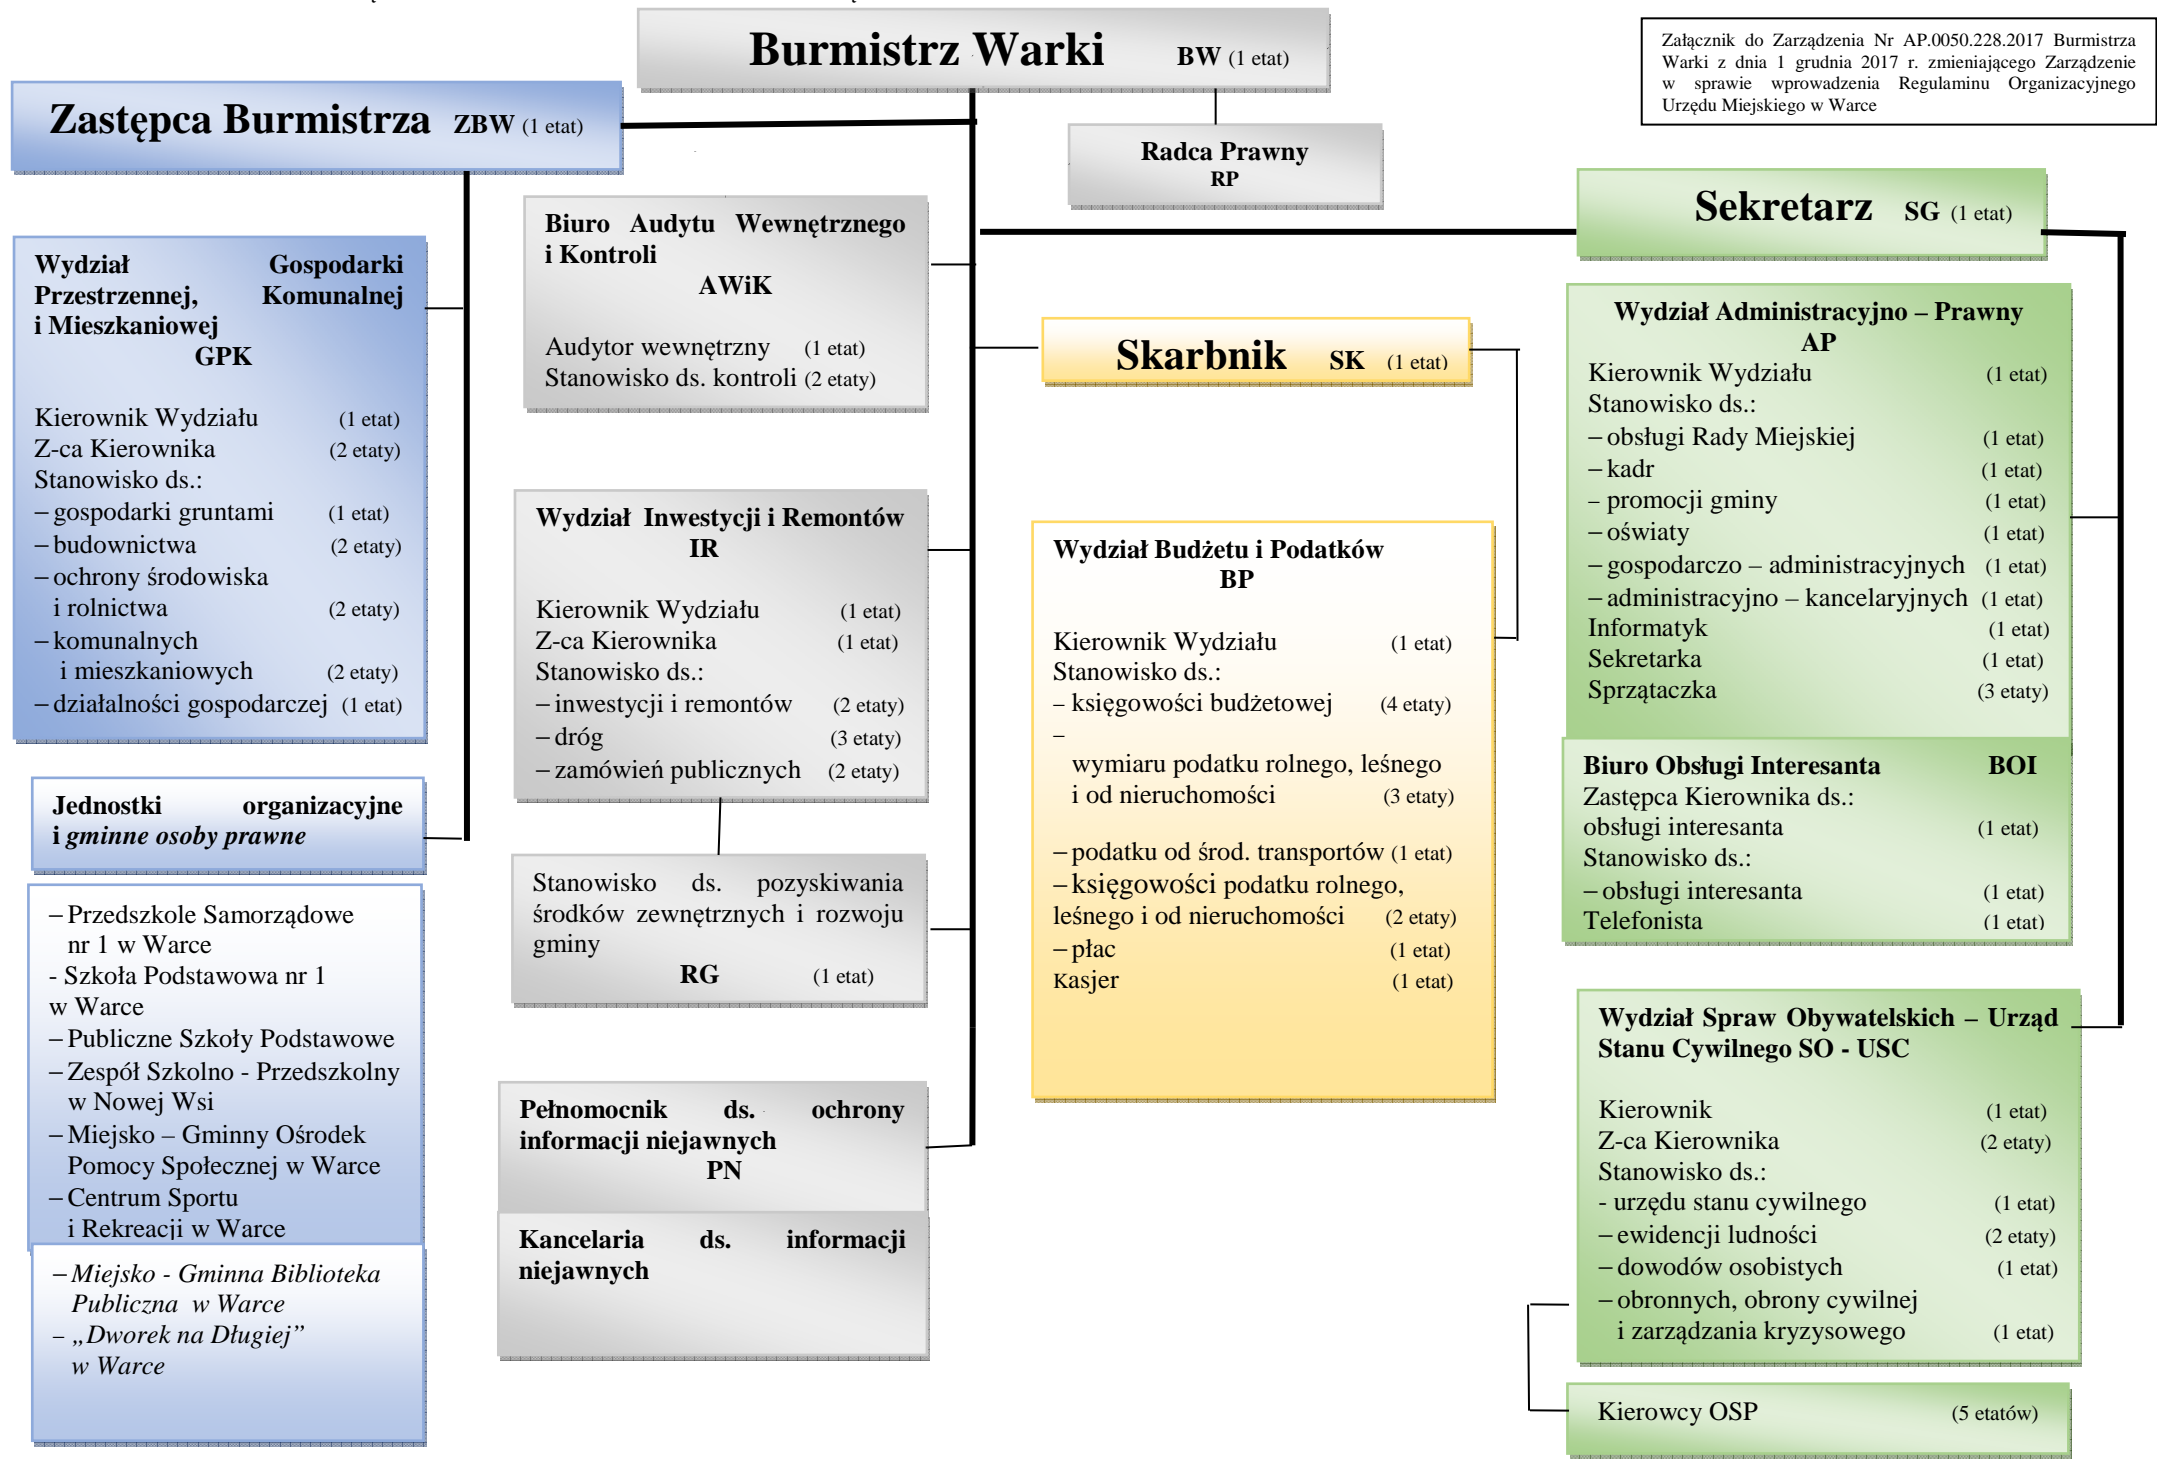 Burmistrz Warki BW (1 etat)
Załącznik do Zarządzenia Nr AP.0050.228.2017 Burmistrza
Warki z dnia 1 grudnia 2017 r. zmieniającego Zarządzenie
w sprawie wprowadzenia Regulaminu Organizacyjnego
Urzędu Miejskiego w Warce
Zastępca Burmistrza ZBW (1 etat)
Radca Prawny
RP
Sekretarz SG (1 etat)
Wydział Gospodarki
Przestrzennej, Komunalnej
i Mieszkaniowej
GPK
Kierownik Wydziału (1 etat)
Z-ca Kierownika (2 etaty)
Stanowisko ds.:
– gospodarki gruntami (1 etat)
– budownictwa (2 etaty)
– ochrony środowiska
i rolnictwa (2 etaty)
– komunalnych
i mieszkaniowych (2 etaty)
– działalności gospodarczej (1 etat)
Jednostki organizacyjne
i gminne osoby prawne
– Przedszkole Samorządowe
nr 1 w Warce
- Szkoła Podstawowa nr 1
w Warce
– Publiczne Szkoły Podstawowe
– Zespół Szkolno - Przedszkolny
w Nowej Wsi
– Miejsko – Gminny Ośrodek
Pomocy Społecznej w Warce
– Centrum Sportu
i Rekreacji w Warce
– Miejsko - Gminna Biblioteka
Publiczna w Warce
– „Dworek na Długiej”
w Warce
Biuro Audytu Wewnętrznego
i Kontroli
AWiK
Audytor wewnętrzny (1 etat)
Stanowisko ds. kontroli (2 etaty)
Wydział Inwestycji i Remontów
IR
Kierownik Wydziału (1 etat)
Z-ca Kierownika (1 etat)
Stanowisko ds.:
– inwestycji i remontów (2 etaty)
– dróg (3 etaty)
– zamówień publicznych (2 etaty)
Stanowisko ds. pozyskiwania
środków zewnętrznych i rozwoju
gminy
RG (1 etat)
Pełnomocnik ds. ochrony
informacji niejawnych
PN
Kancelaria ds. informacji
niejawnych
Skarbnik SK (1 etat)
Wydział Budżetu i Podatków
BP
Kierownik Wydziału (1 etat)
Stanowisko ds.:
– księgowości budżetowej (4 etaty)
–
wymiaru podatku rolnego, leśnego
i od nieruchomości (3 etaty)
– podatku od środ. transportów (1 etat)
– księgowości podatku rolnego,
leśnego i od nieruchomości (2 etaty)
– płac (1 etat)
Kasjer (1 etat)
Wydział Administracyjno – Prawny
AP
Kierownik Wydziału (1 etat)
Stanowisko ds.:
– obsługi Rady Miejskiej (1 etat)
– kadr (1 etat)
– promocji gminy (1 etat)
– oświaty (1 etat)
– gospodarczo – administracyjnych (1 etat)
– administracyjno – kancelaryjnych (1 etat)
Informatyk (1 etat)
Sekretarka (1 etat)
Sprzątaczka (3 etaty)
Biuro Obsługi Interesanta BOI
Zastępca Kierownika ds.:
obsługi interesanta (1 etat)
Stanowisko ds.:
– obsługi interesanta (1 etat)
Telefonista (1 etat)
Wydział Spraw Obywatelskich – Urząd
Stanu Cywilnego SO - USC
Kierownik (1 etat)
Z-ca Kierownika (2 etaty)
Stanowisko ds.:
- urzędu stanu cywilnego (1 etat)
– ewidencji ludności (2 etaty)
– dowodów osobistych (1 etat)
– obronnych, obrony cywilnej
i zarządzania kryzysowego (1 etat)
Kierowcy OSP (5 etatów)